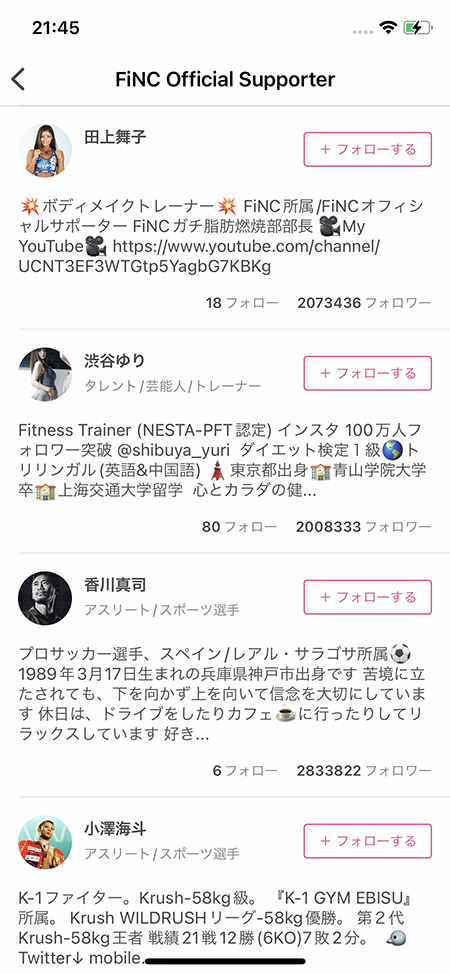 21:45
FiNC Official Supporter
田上舞子
+ フォローする
💥ボディメイクトレーナー💥 FiNC所属/FiNCオフィシ
ャルサポーター FiNCガチ脂肪燃焼部部長 🎥My
YouTube🎥 https://www.youtube.com/channel/
UCNT3EF3WTGtp5YagbG7KBKg
18 フォロー 2073436 フォロワー
渋谷ゆり
タレント/芸能人/トレーナー
+ フォローする
Fitness Trainer (NESTA-PFT認定) インスタ 100万人フ
ォロワー突破 @shibuya_yuri ダイエット検定１級🌎ト
リリンガル(英語&中国語) 🗼東京都出身🏫青山学院大学
卒🏫上海交通大学留学 心とカラダの健...
80 フォロー 2008333 フォロワー
香川真司
アスリート/スポーツ選手
+ フォローする
プロサッカー選手、スペイン/レアル・サラゴサ所属⚽
1989年3月17日生まれの兵庫県神戸市出身です 苦境に立
たされても、下を向かず上を向いて信念を大切にしていま
す 休日は、ドライブをしたりカフェ☕に行ったりしてリ
ラックスしています 好き...
6 フォロー 2833822 フォロワー
小澤海斗
アスリート/スポーツ選手
+ フォローする
K-1ファイター。Krush-58kg級。 『K-1 GYM EBISU』
所属。 Krush WILDRUSHリーグ-58kg優勝。 第２代
Krush-58kg王者 戦績21戦12勝(6KO)7敗2分。
Twitter↓ mobile.